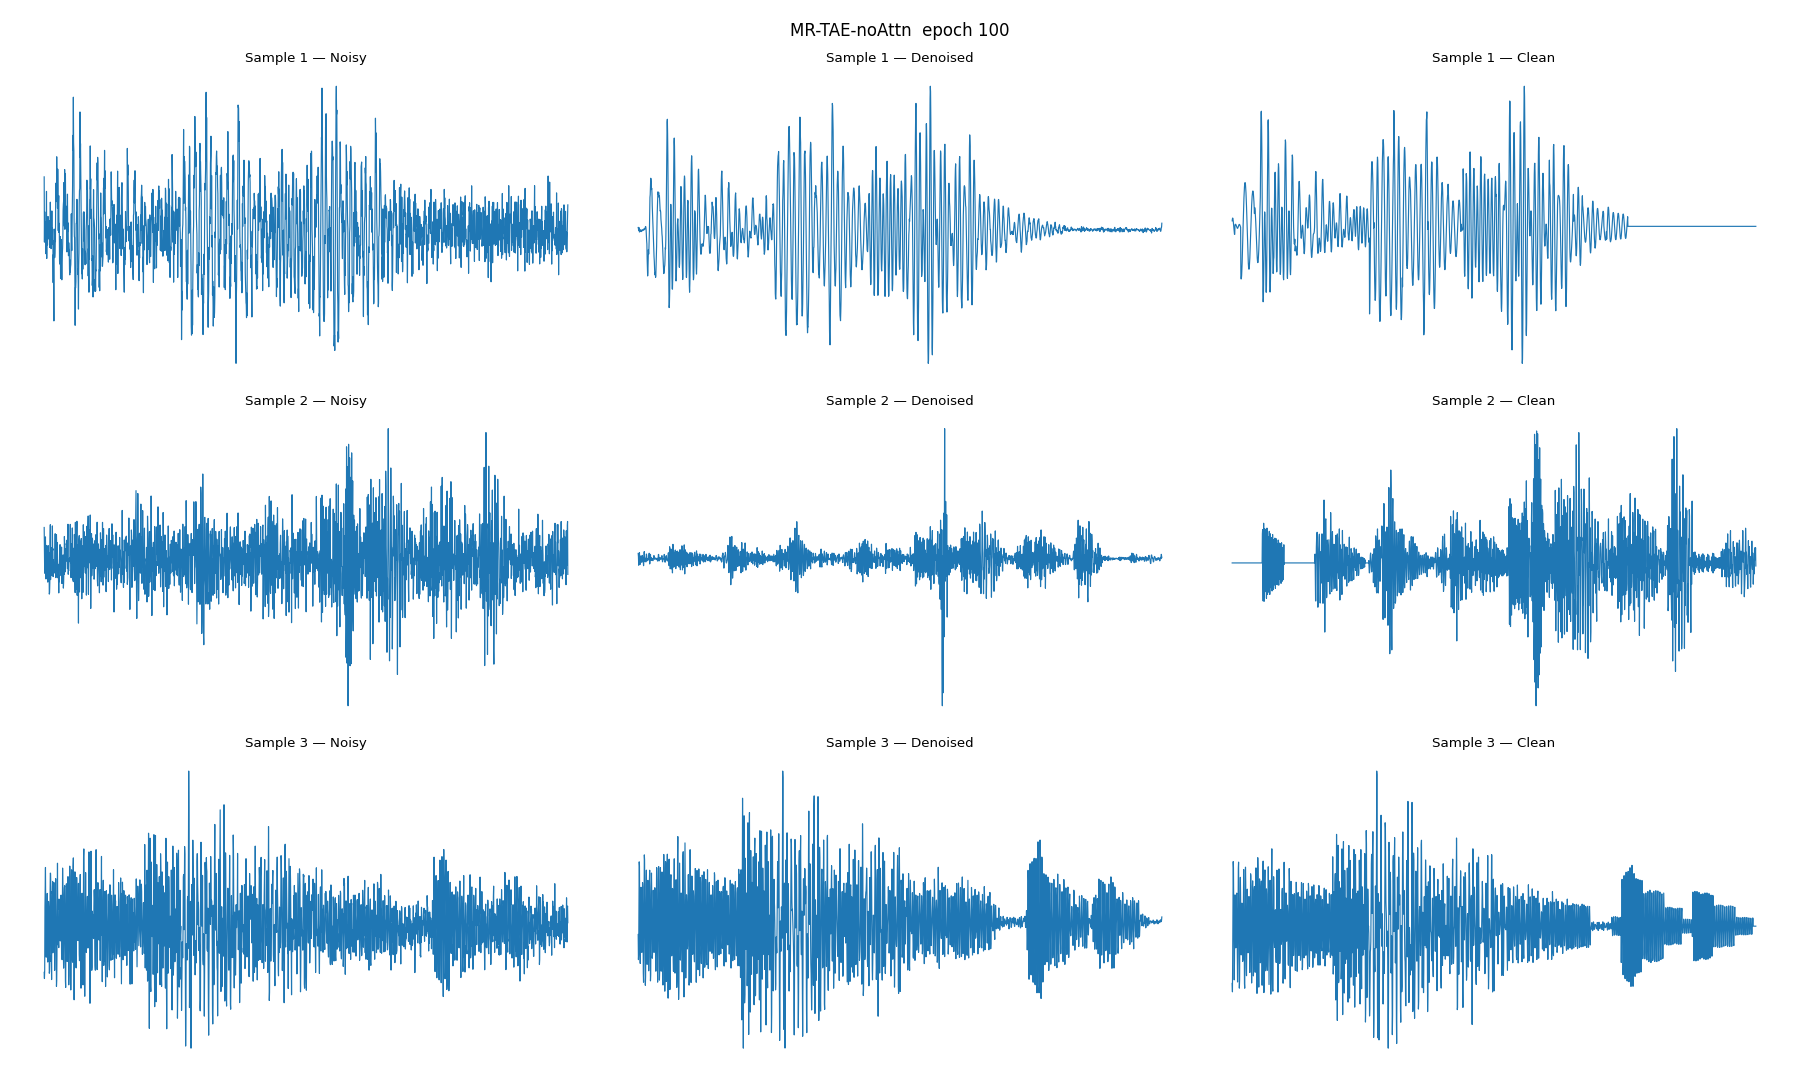 MR-TAE-noAttn  epoch 100
Sample 1 — Noisy
Sample 1 — Denoised
Sample 1 — Clean
Sample 2 — Noisy
Sample 2 — Denoised
Sample 2 — Clean
Sample 3 — Noisy
Sample 3 — Denoised
Sample 3 — Clean